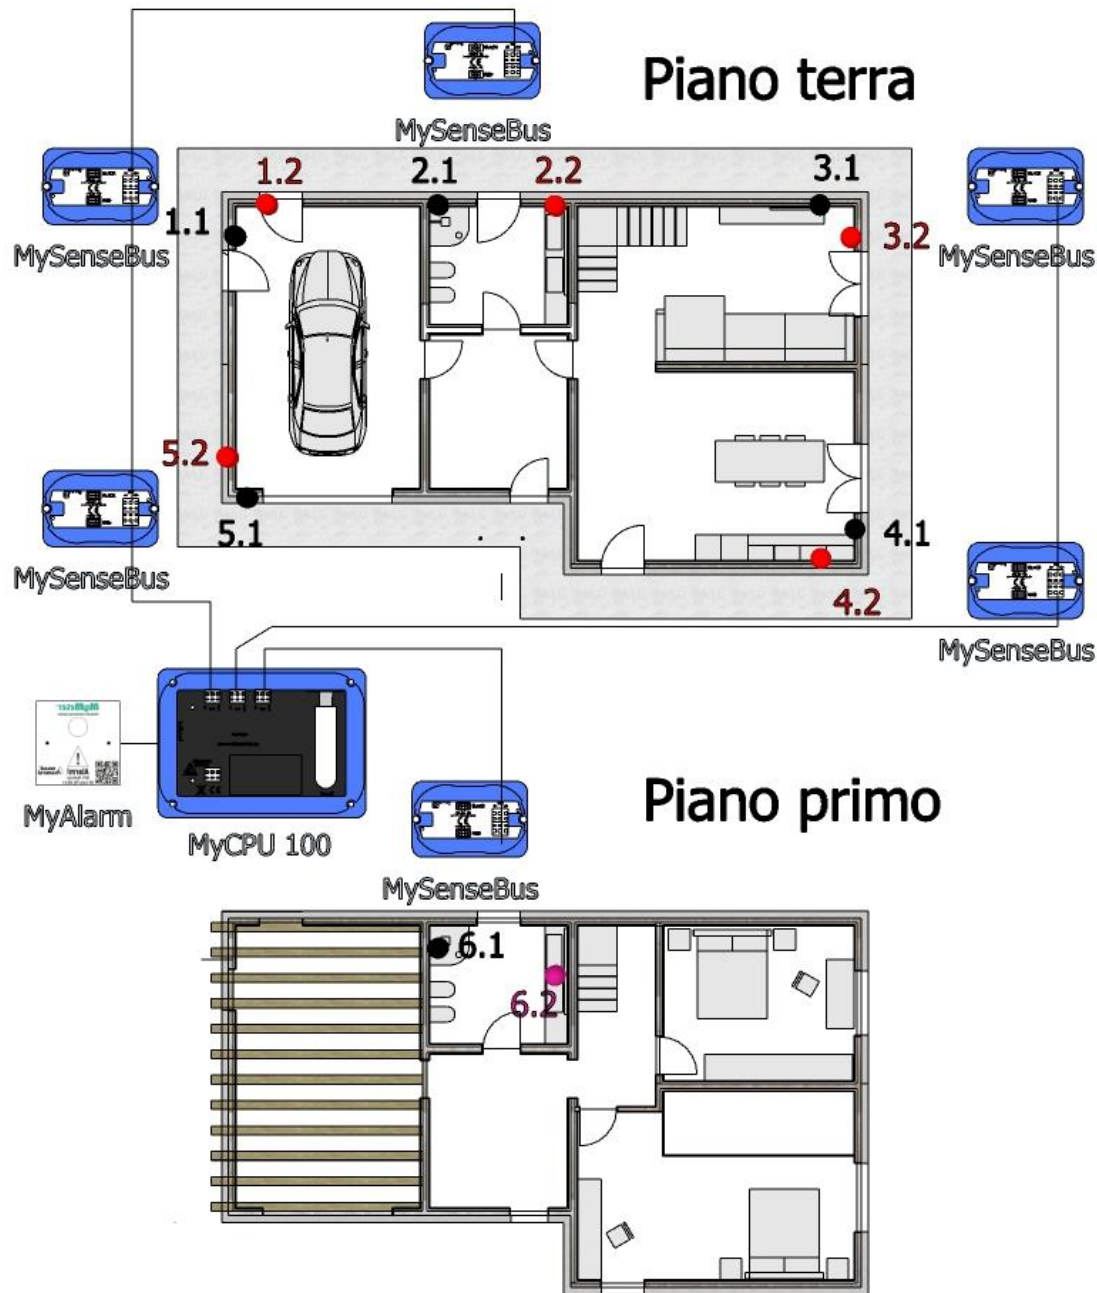 Piano terra
MySenseBus
1.2
2.1
2.2
3.1
1.1
MySenseBus
3.2
MySenseBus
5.2
5.1
4.1
MySenseBus
4.2
MySenseBus
MyAlarm
MyCPU 100
Piano primo
MySenseBus
6.1
6.2